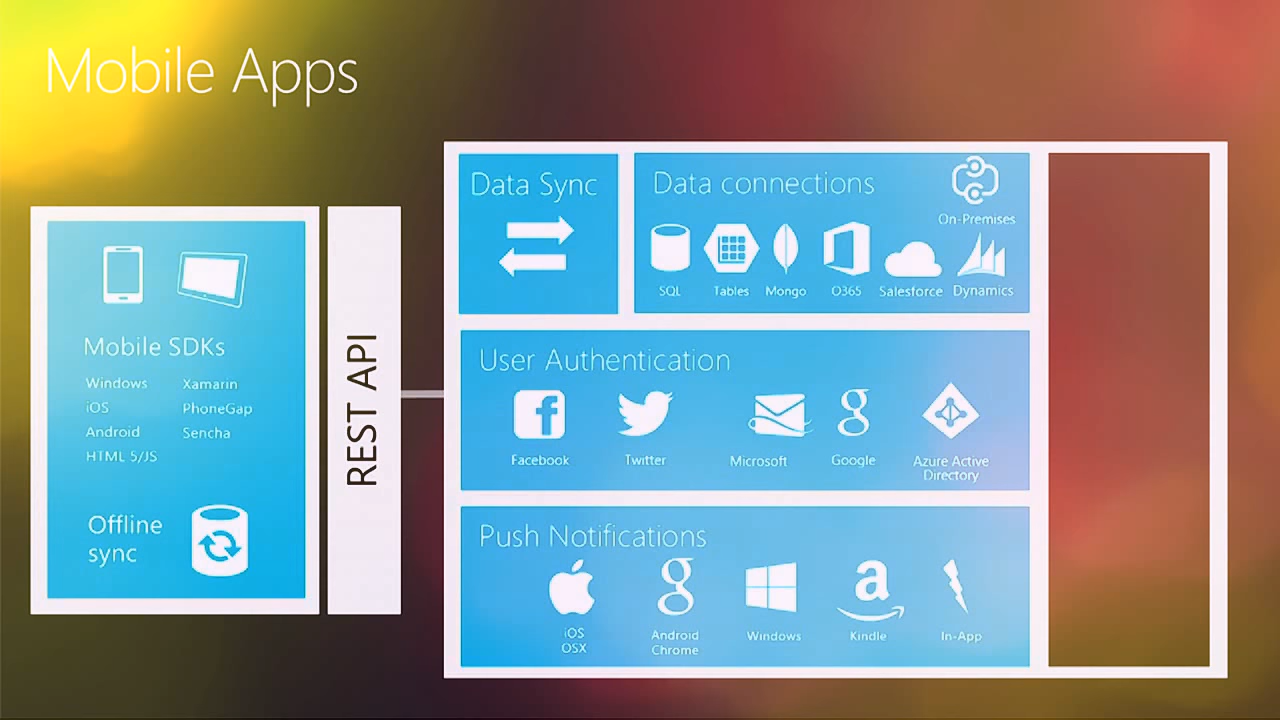 Mobile Apps
Mobile SDKs
Windows Xamarin
iOS PhoneGap
Android Sencha
HTML 5/JS
Offline
sync
REST API
Data Sync
Data connections
On-Premises
SQL Tables Mongo O365 Salesforce Dynamics
User Authentication
Facebook Twitter Microsoft Google Azure Active
Directory
Push Notifications
iOS Android Windows Kindle In-App
OSX Chrome